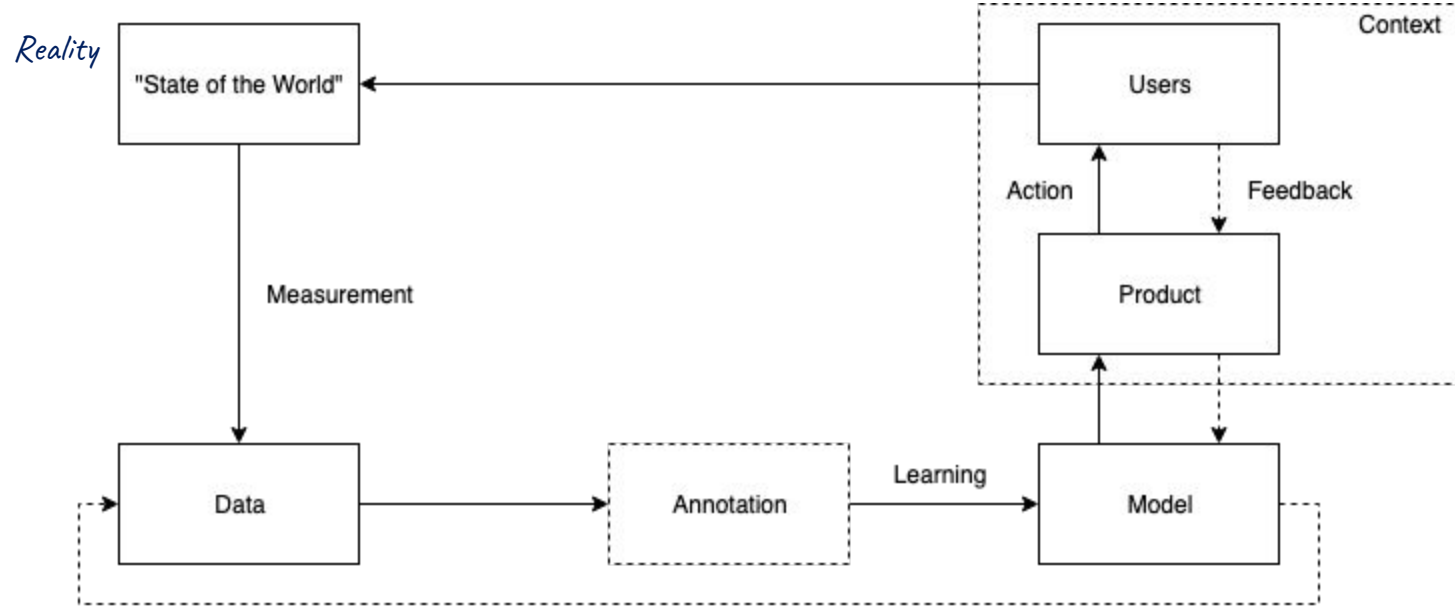 Context
Reality
"State of the World"
Users
Action
Feedback
Measurement
Product
Learning
Data
Annotation
Model